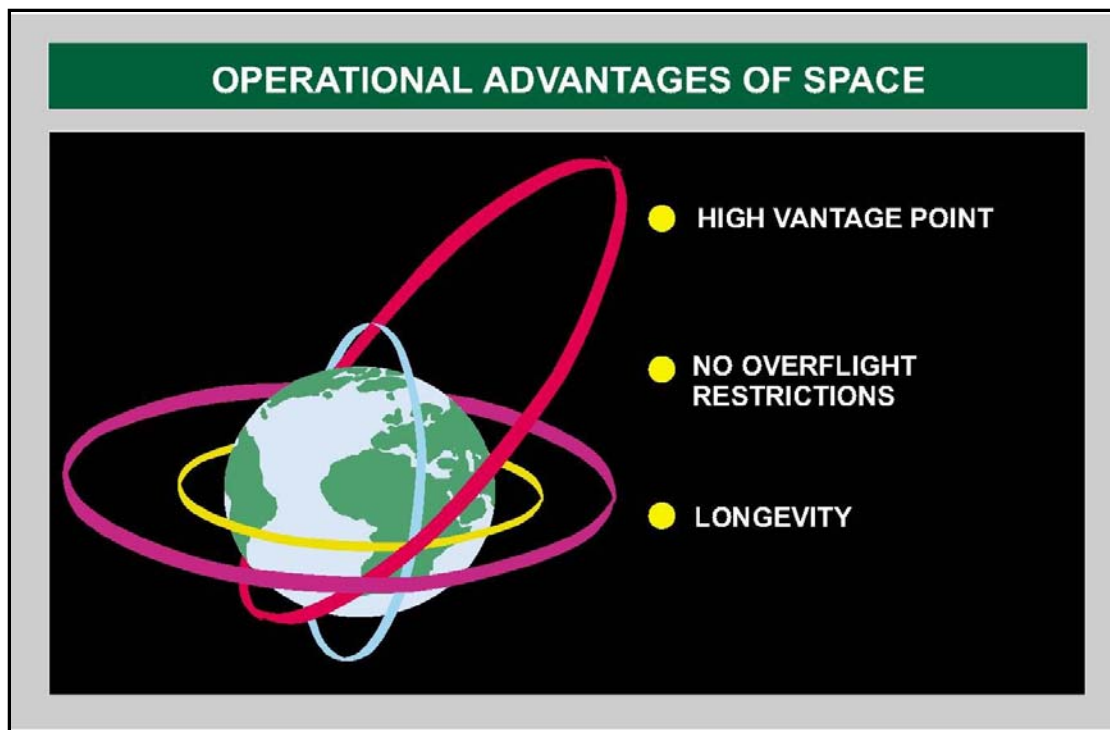 OPERATIONAL ADVANTAGES OF SPACE
HIGH VANTAGE POINT
NO OVERFLIGHT
RESTRICTIONS
LONGEVITY